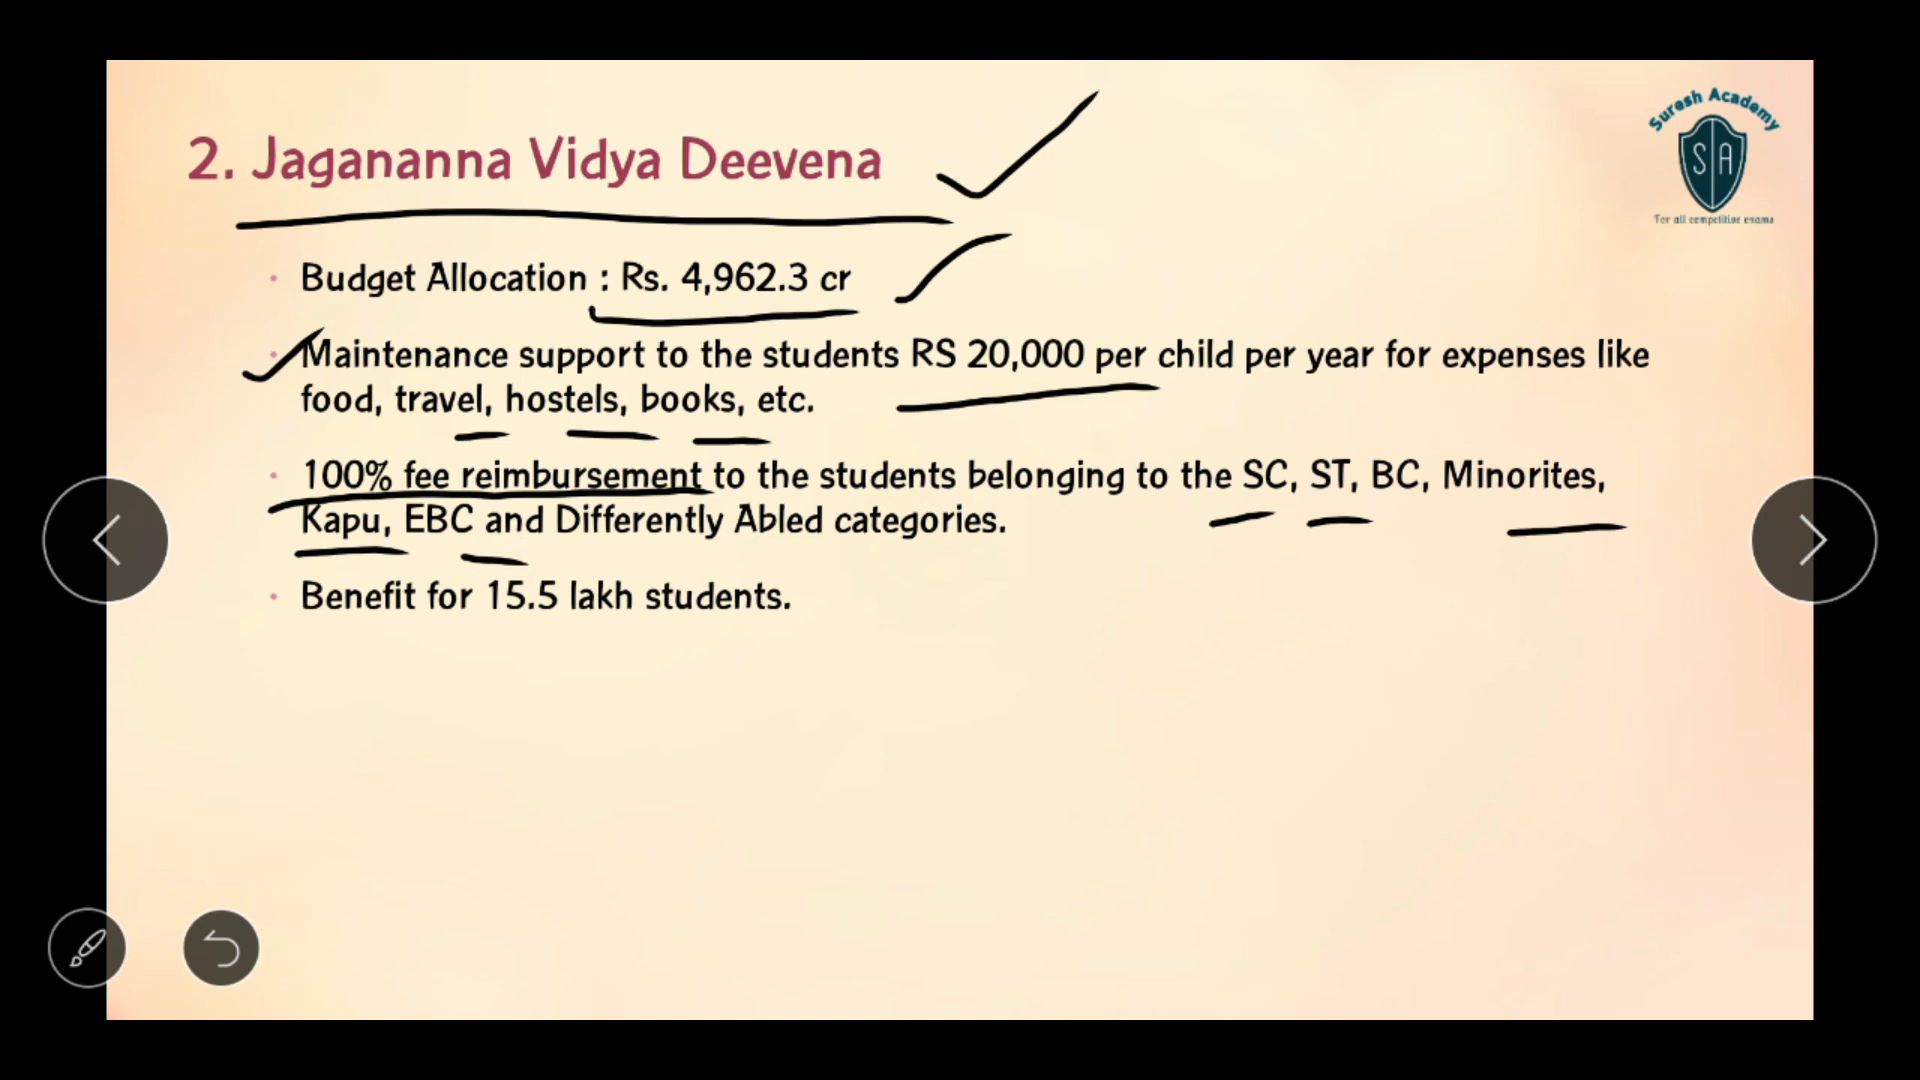 Suresh Academy
S A
For all competitive exams
2. Jagananna Vidya Deevena
• Budget Allocation : Rs. 4,962.3 cr
• Maintenance support to the students RS 20,000 per child per year for expenses like
food, travel, hostels, books, etc.
• 100% fee reimbursement to the students belonging to the SC, ST, BC, Minorites,
Kapu, EBC and Differently Abled categories.
• Benefit for 15.5 lakh students.